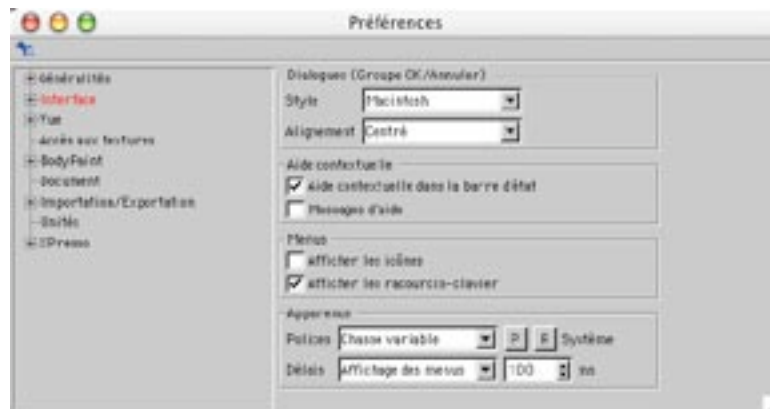 Préférences
Généralités
Interface
Vue
Accès aux textures
BodyPaint
Document
Importation/Exportation
Unités
XPresso
Dialogues (Groupe OK/Annuler)
Style Macintosh
Alignement Centré
Aide contextuelle
Aide contextuelle dans la barre d'état
Messages d'aide
Menus
Afficher les icônes
Afficher les racourcis-clavier
Apparence
Polices Chasse variable P E Système
Délais Affichage des menus 100 ms